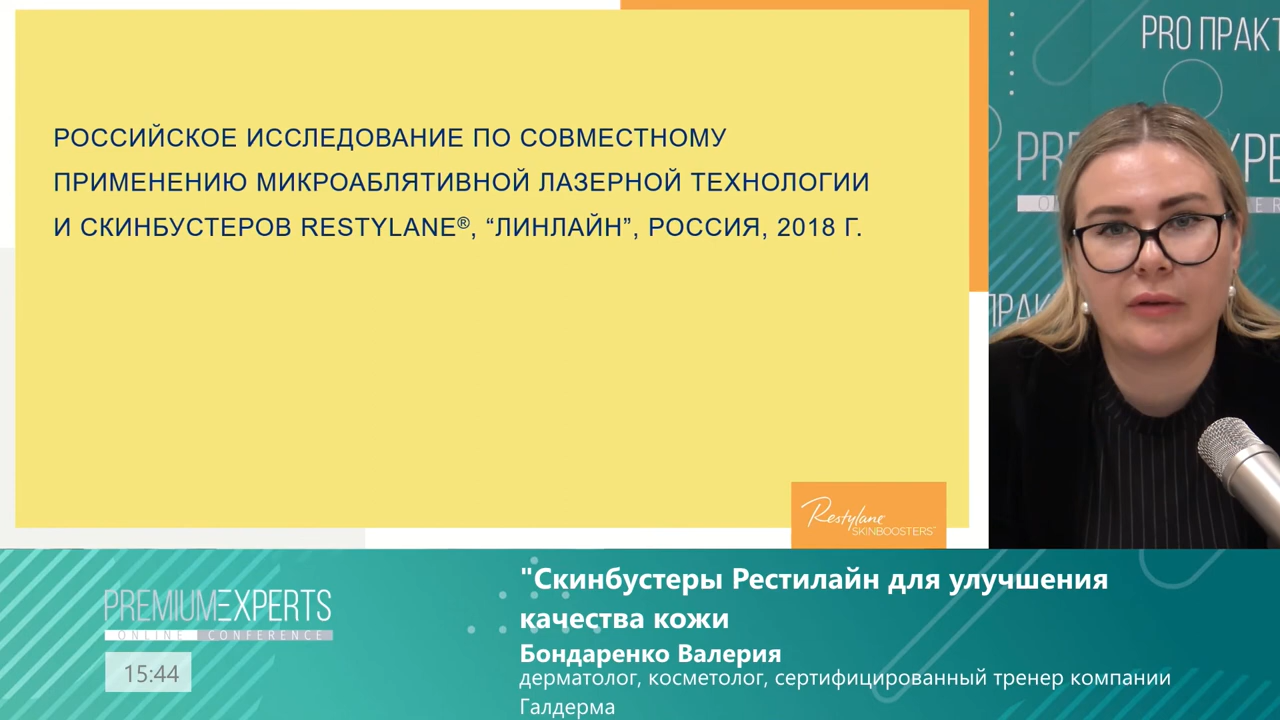 РОССИЙСКОЕ ИССЛЕДОВАНИЕ ПО СОВМЕСТНОМУ
ПРИМЕНЕНИЮ МИКРОАБЛЯТИВНОЙ ЛАЗЕРНОЙ ТЕХНОЛОГИИ
И СКИНБУСТЕРОВ RESTYLANE®, “ЛИНЛАЙН”, РОССИЯ, 2018 Г.
Restylane
SKINBOOSTERS™
PRO ПРАКТ
PREMIUMEXPERTS
ONLINE CONFERENCE
15:44
"Скинбустеры Рестилайн для улучшения
качества кожи
Бондаренко Валерия
дерматолог, косметолог, сертифицированный тренер компании
Галдерма